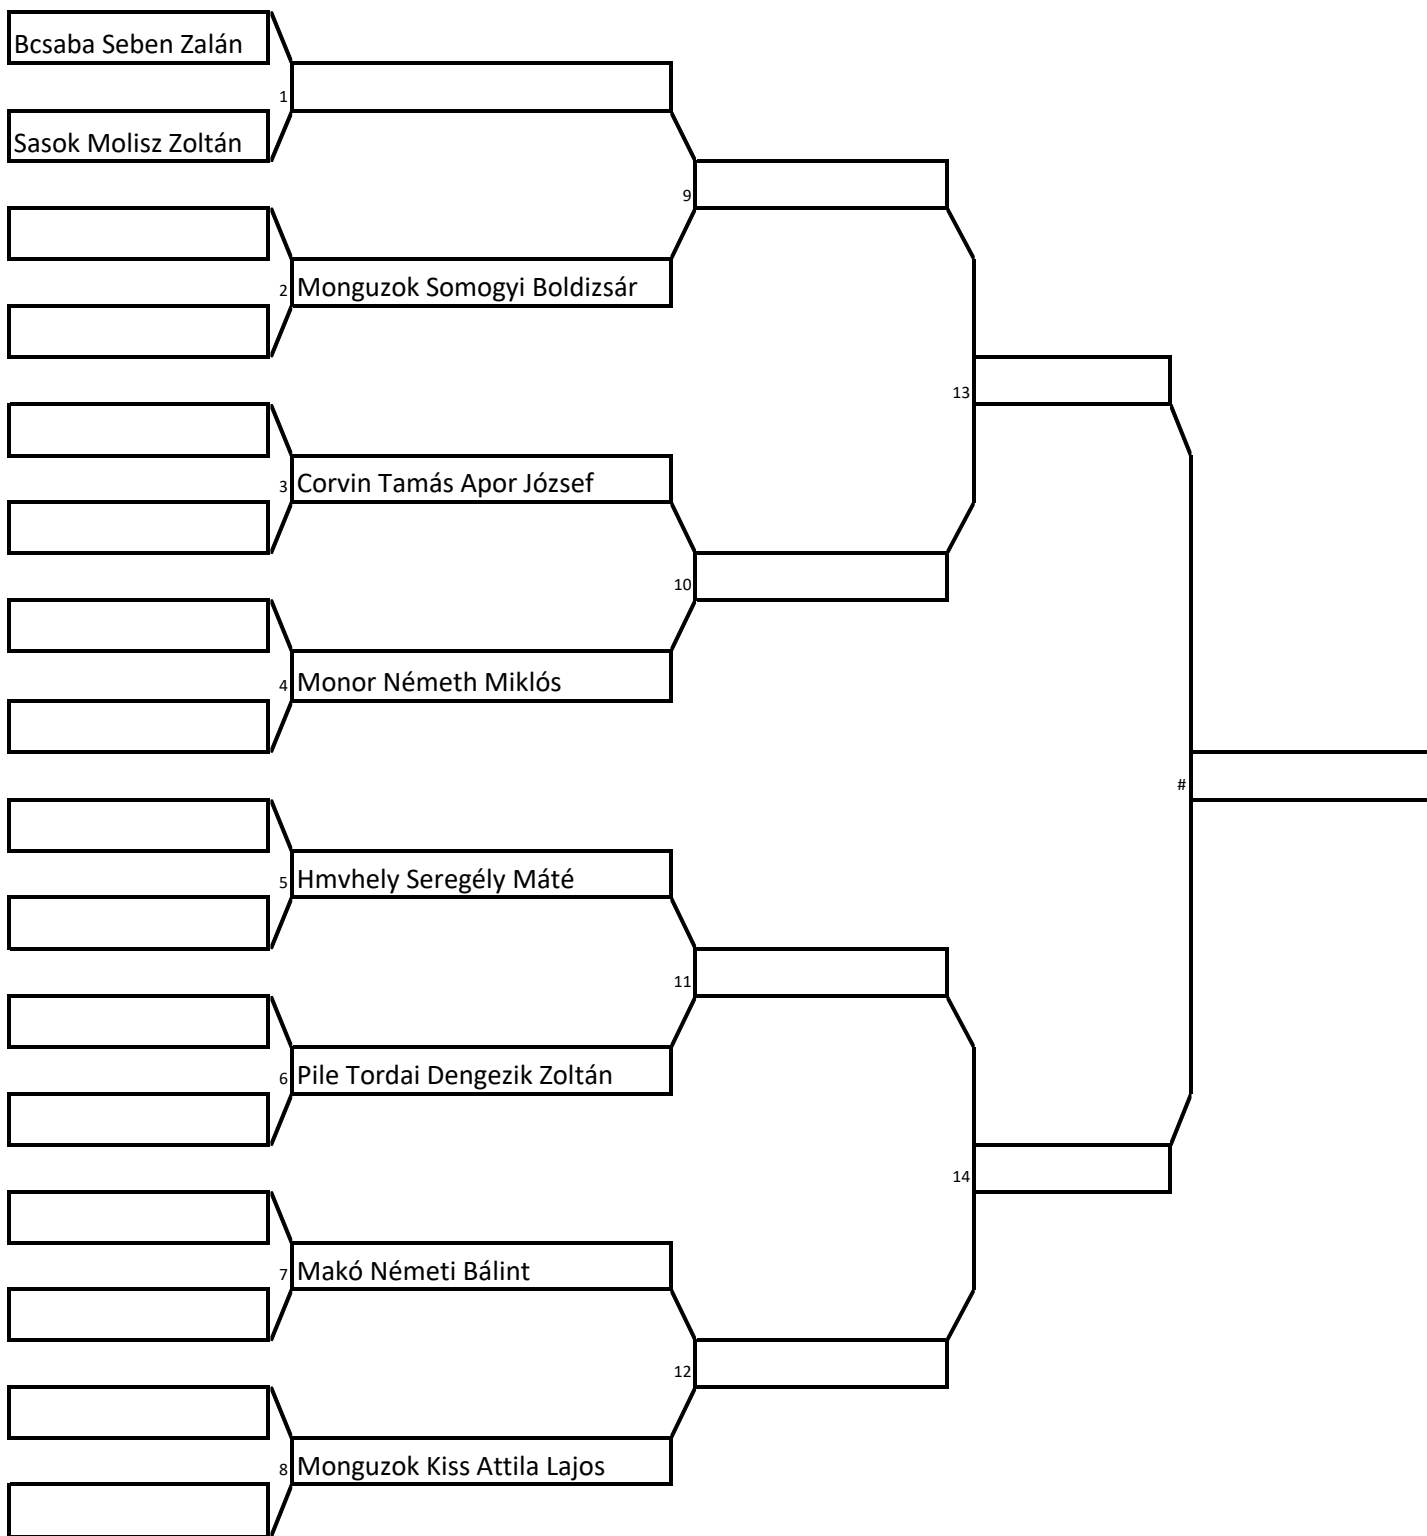 Bcsaba Seben Zalán
1
Sasok Molisz Zoltán
9
2 Monguzok Somogyi Boldizsár
13
3 Corvin Tamás Apor József
10
4 Monor Németh Miklós
#
5 Hmvhely Seregély Máté
11
6 Pile Tordai Dengezik Zoltán
14
7 Makó Németi Bálint
12
8 Monguzok Kiss Attila Lajos